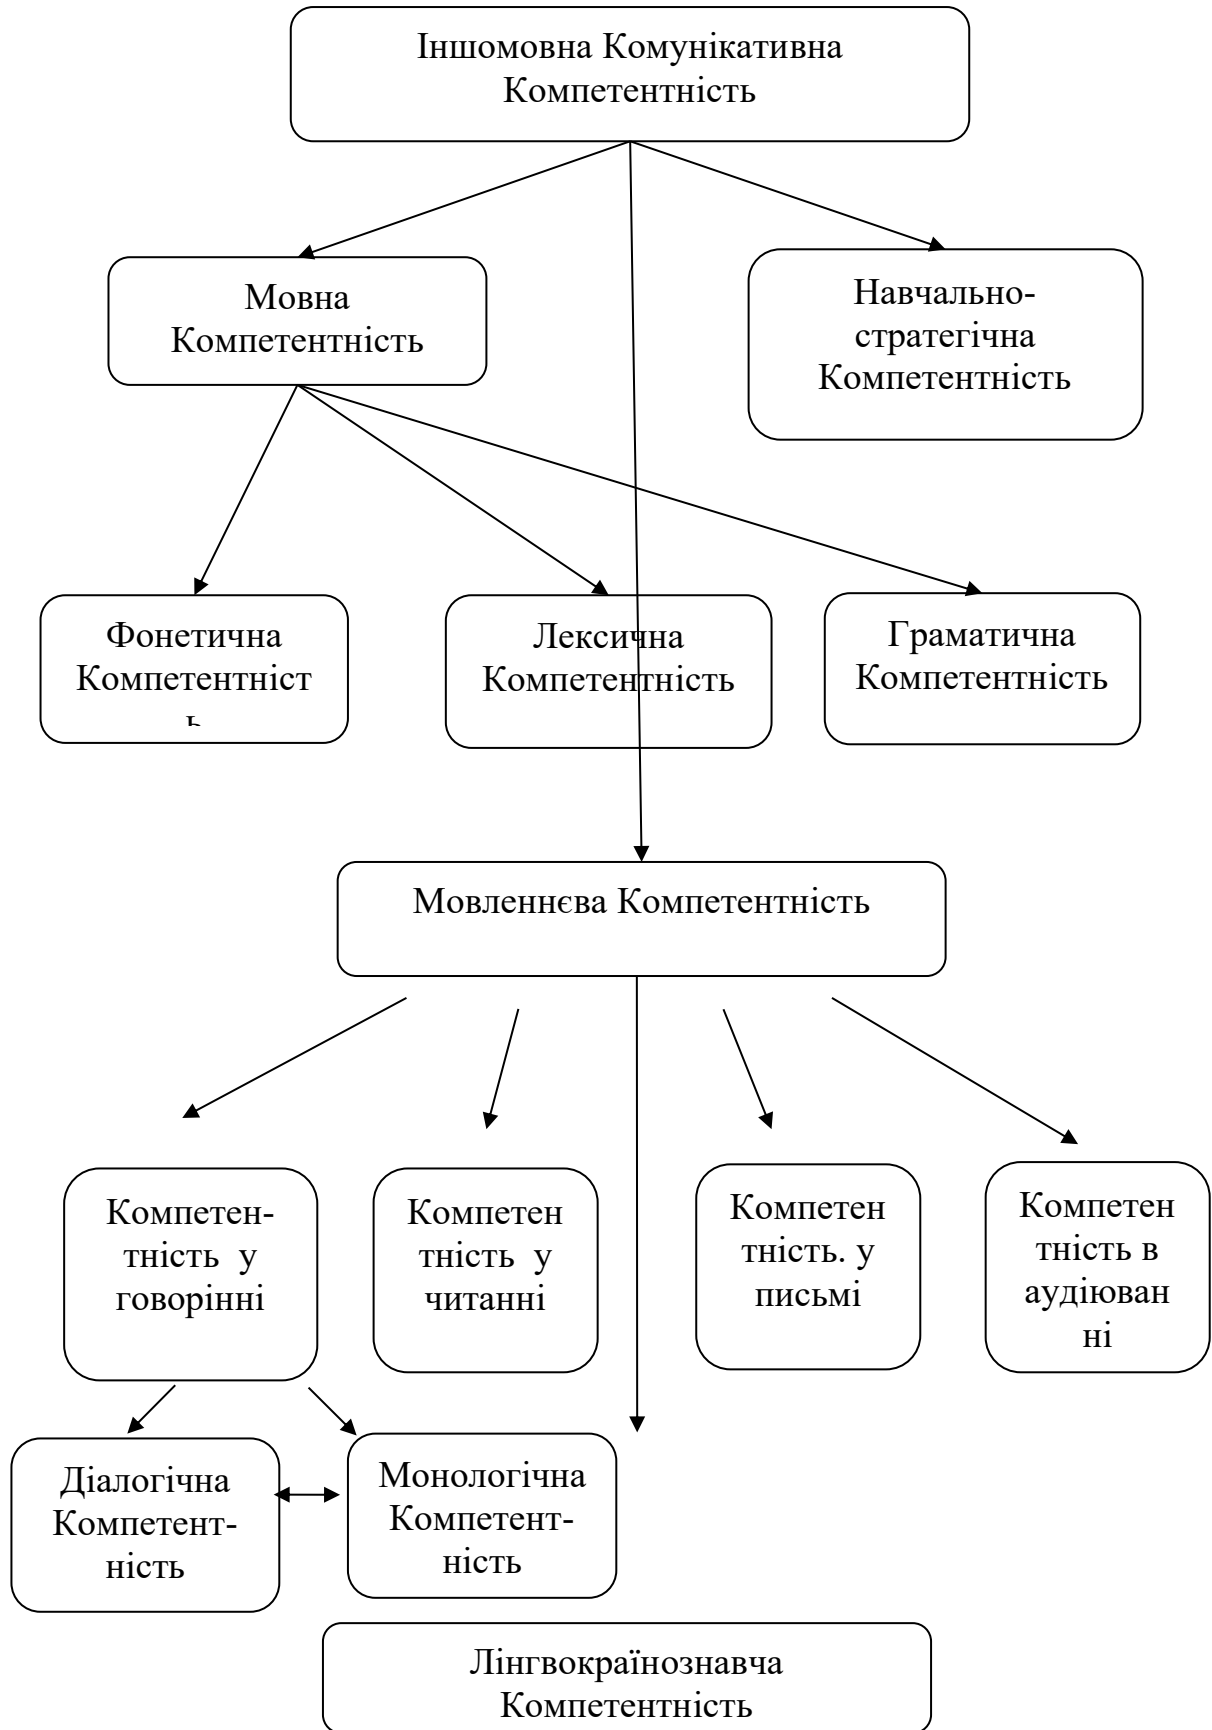 Іншомовна Комунікативна
Компетентність
Мовна
Компетентність
Навчально-
стратегічна
Компетентність
Фонетична
Компетентніст
ь
Лексична
Компетентність
Граматична
Компетентність
Мовленнєва Компетентність
Компетен-
тність у
говорінні
Компетен
тність у
читанні
Компетен
тність. у
письмі
Компетен
тність в
аудіюван
ні
Діалогічна
Компетент-
ність
Монологічна
Компетент-
ність
Лінгвокраїнознавча
Компетентність